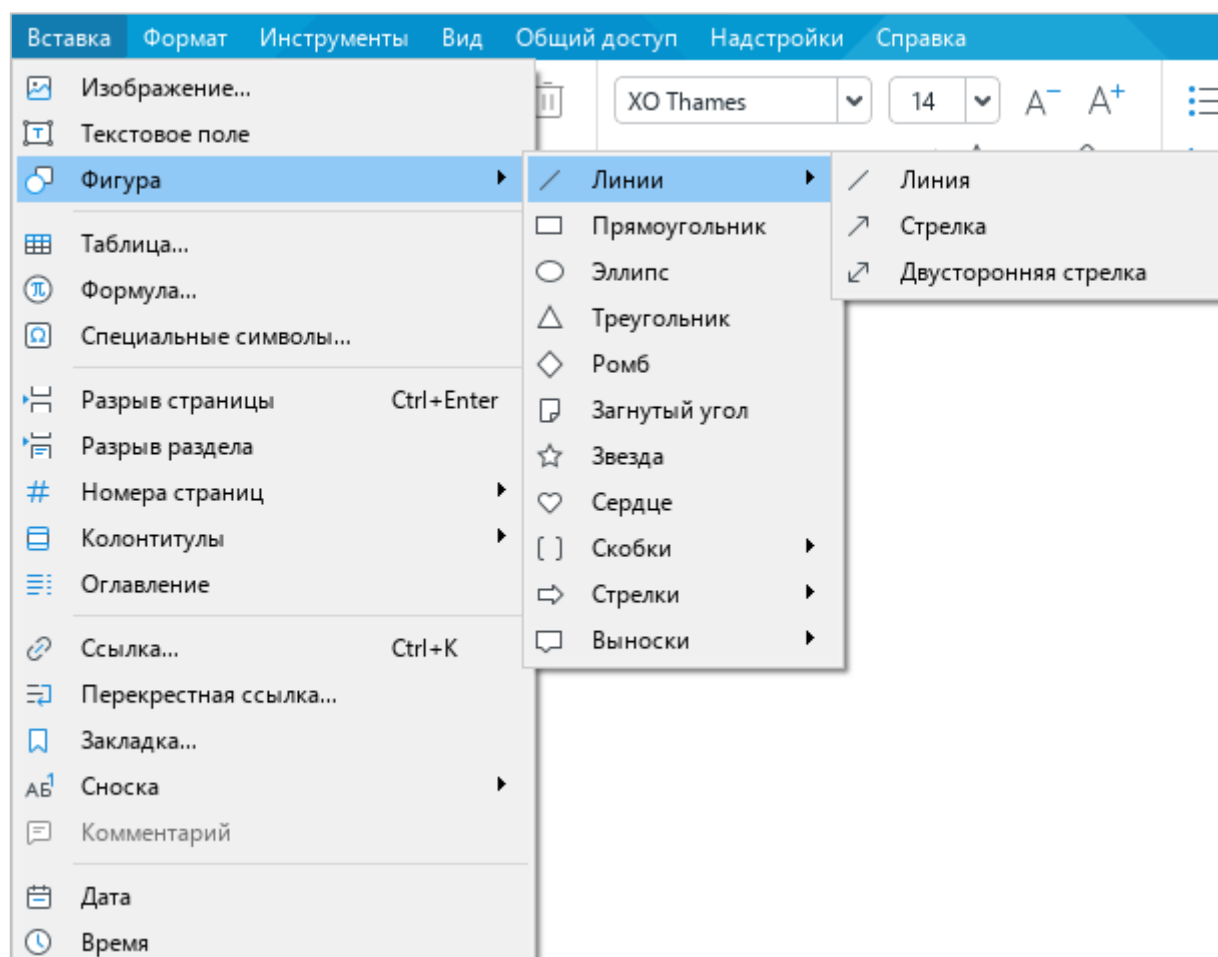 Вставка Формат Инструменты Вид Общий доступ Надстройки Справка
XO Thames 14 A− A+
Изображение...
Текстовое поле
Фигура
Таблица...
Формула...
Специальные символы...
Разрыв страницы Ctrl+Enter
Разрыв раздела
Номера страниц
Колонтитулы
Оглавление
Ссылка... Ctrl+K
Перекрестная ссылка...
Закладка...
АБ1 Сноска
Комментарий
Дата
Время
Линии
Прямоугольник
Эллипс
Треугольник
Ромб
Загнутый угол
Звезда
Сердце
Скобки
Стрелки
Выноски
Линия
Стрелка
Двусторонняя стрелка